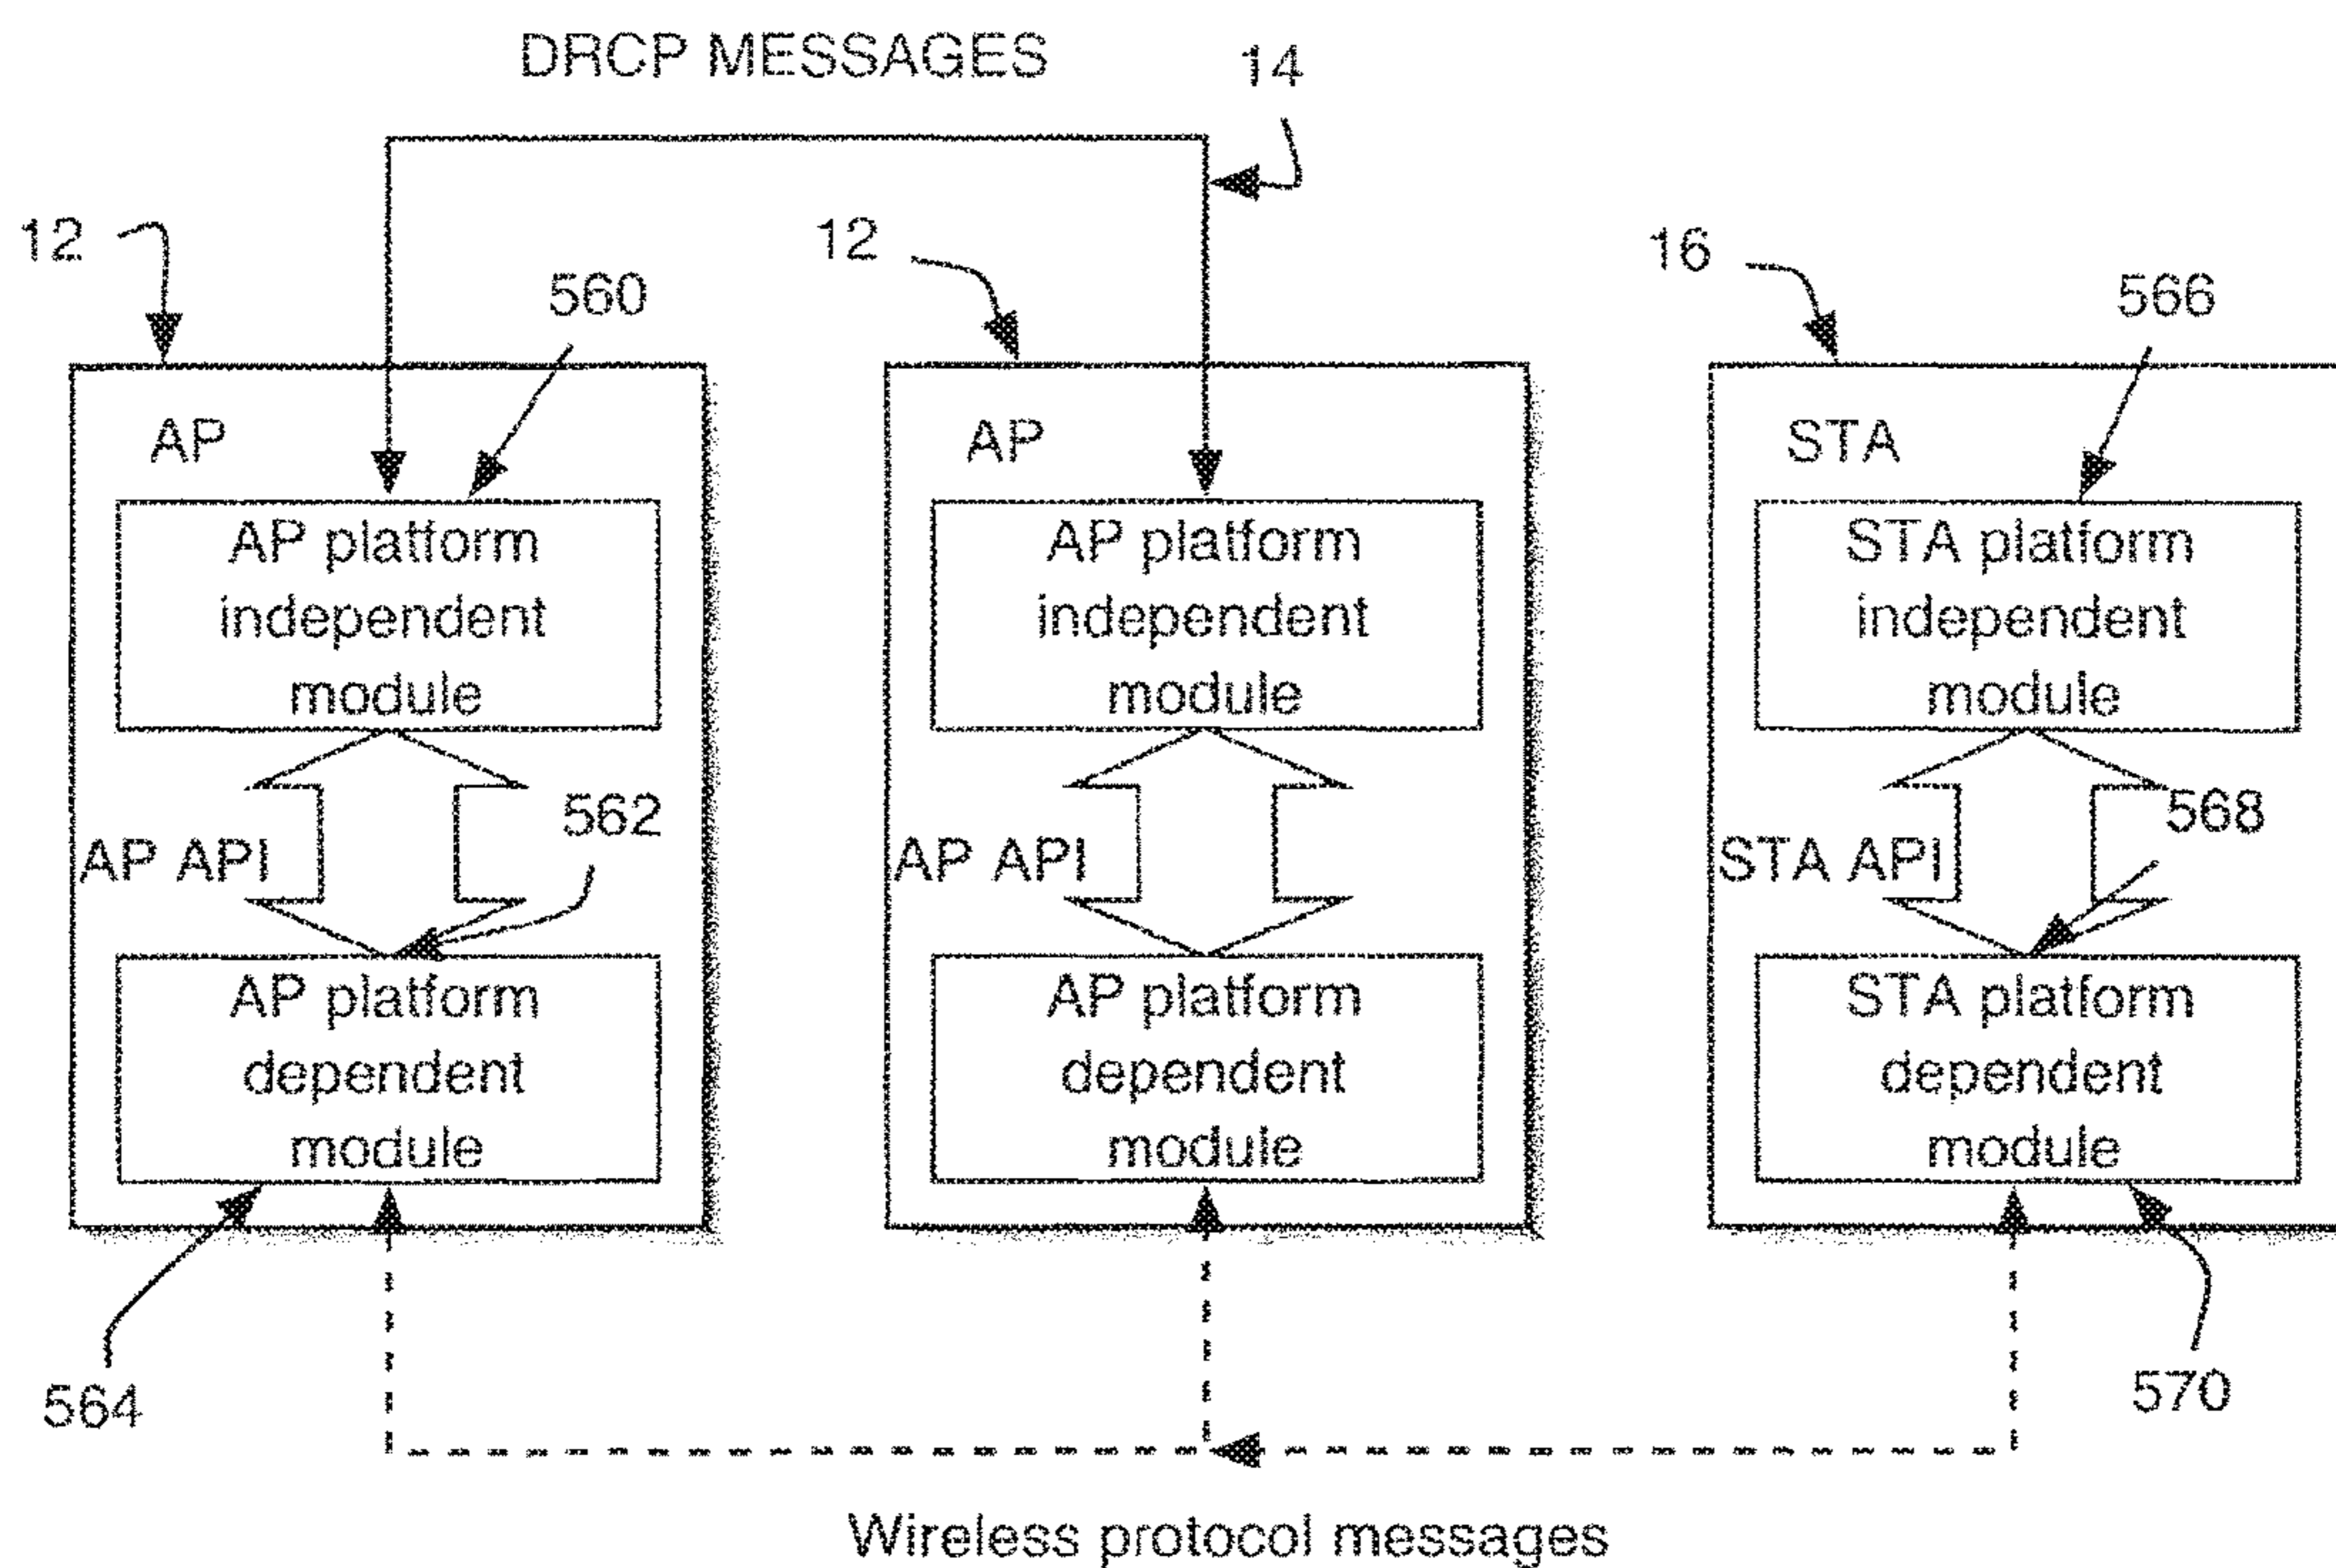 DRCP MESSAGES
14
12
12
16
560
566
AP
AP platform
independent
module
AP API
562
AP platform
dependent
module
564
AP
AP platform
independent
module
AP API
AP platform
dependent
module
STA
STA platform
independent
module
STA API
568
STA platform
dependent
module
570
Wireless protocol messages